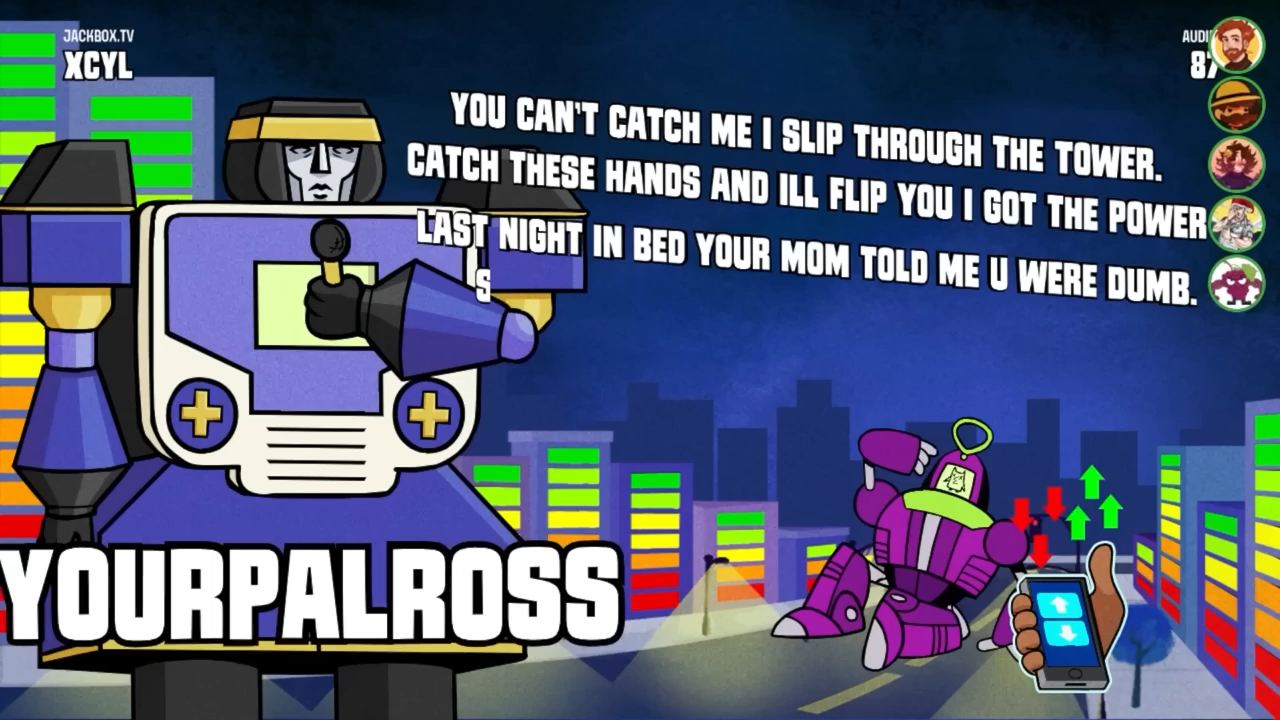 JACKBOX.TV
XCYL
YOU CAN'T CATCH ME I SLIP THROUGH THE TOWER.
CATCH THESE HANDS AND ILL FLIP YOU I GOT THE POWER
LAST NIGHT IN BED YOUR MOM TOLD ME U WERE DUMB.
S
YOURPALROSS